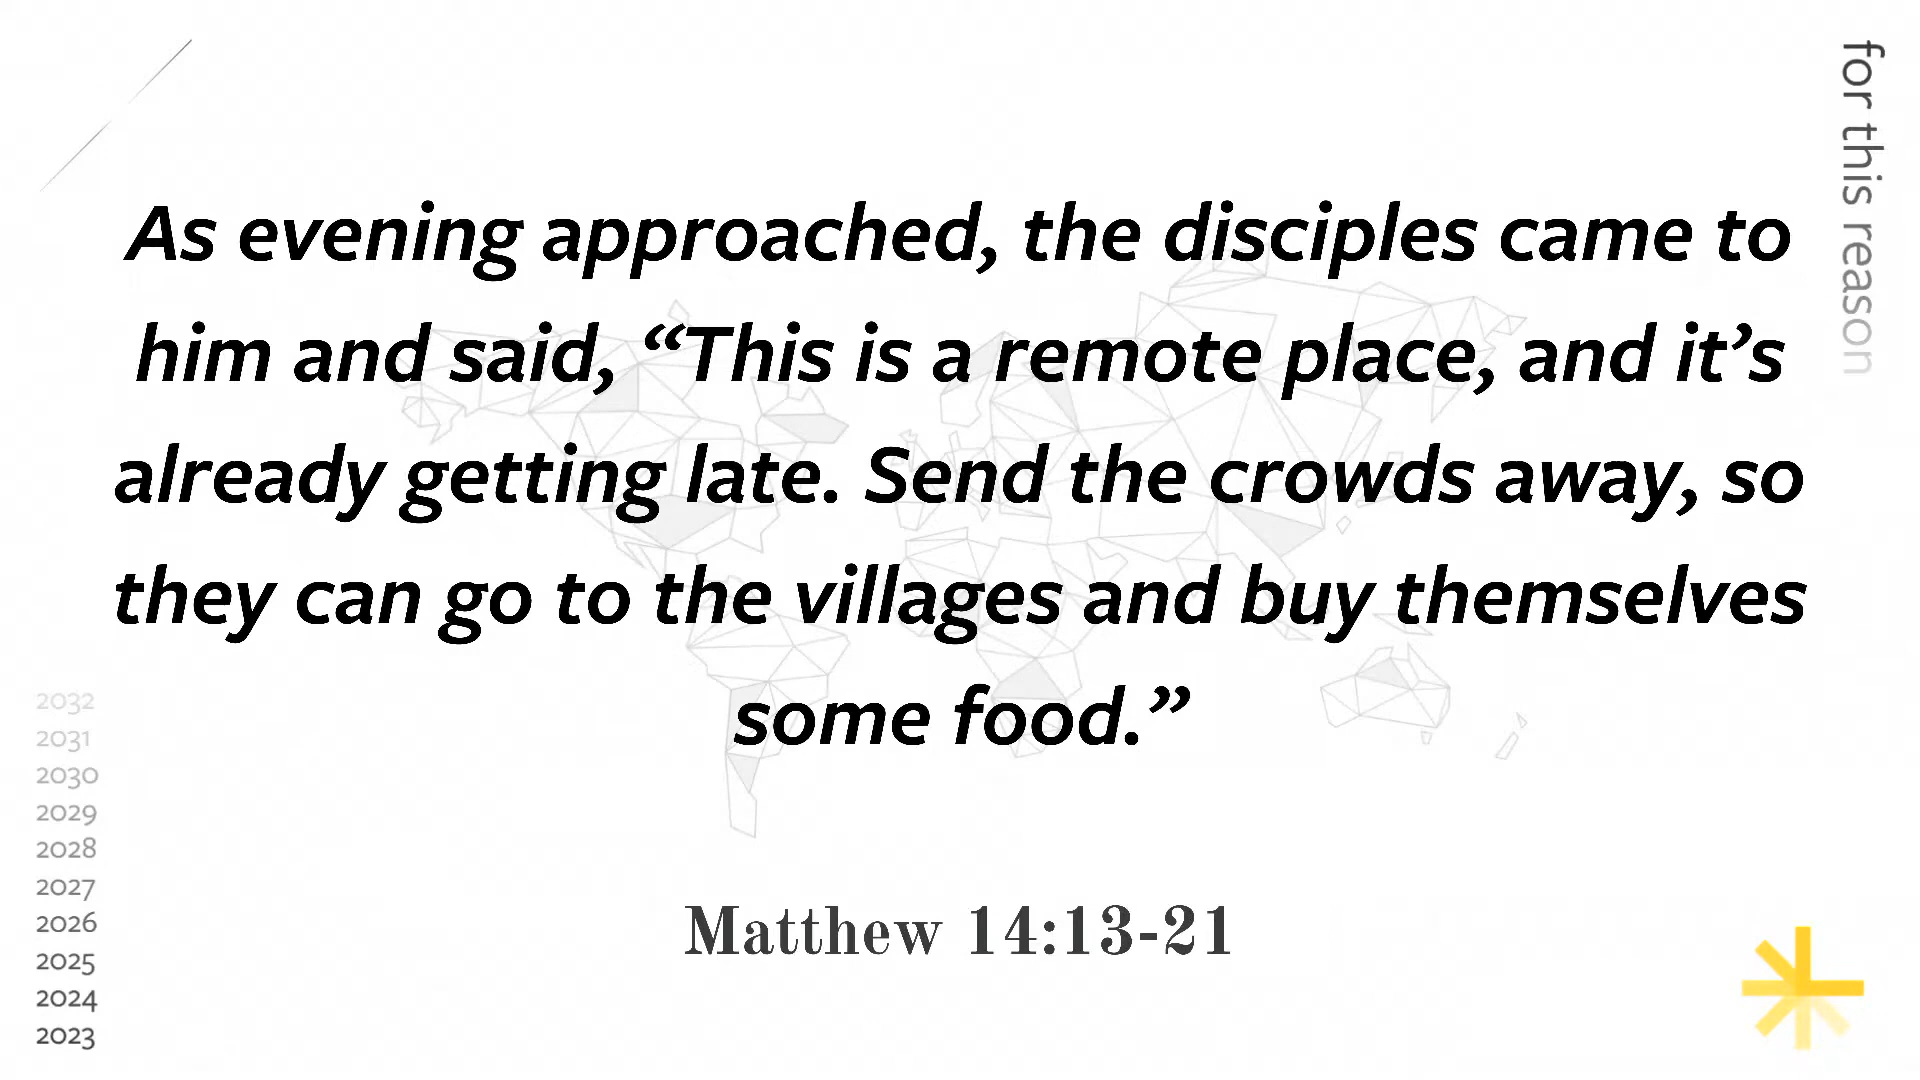 for this reason
As evening approached, the disciples came to
him and said, “This is a remote place, and it’s
already getting late. Send the crowds away, so
they can go to the villages and buy themselves
some food.”
2032
2031
2030
2029
2028
2027
2026
2025
2024
2023
Matthew 14:13-21